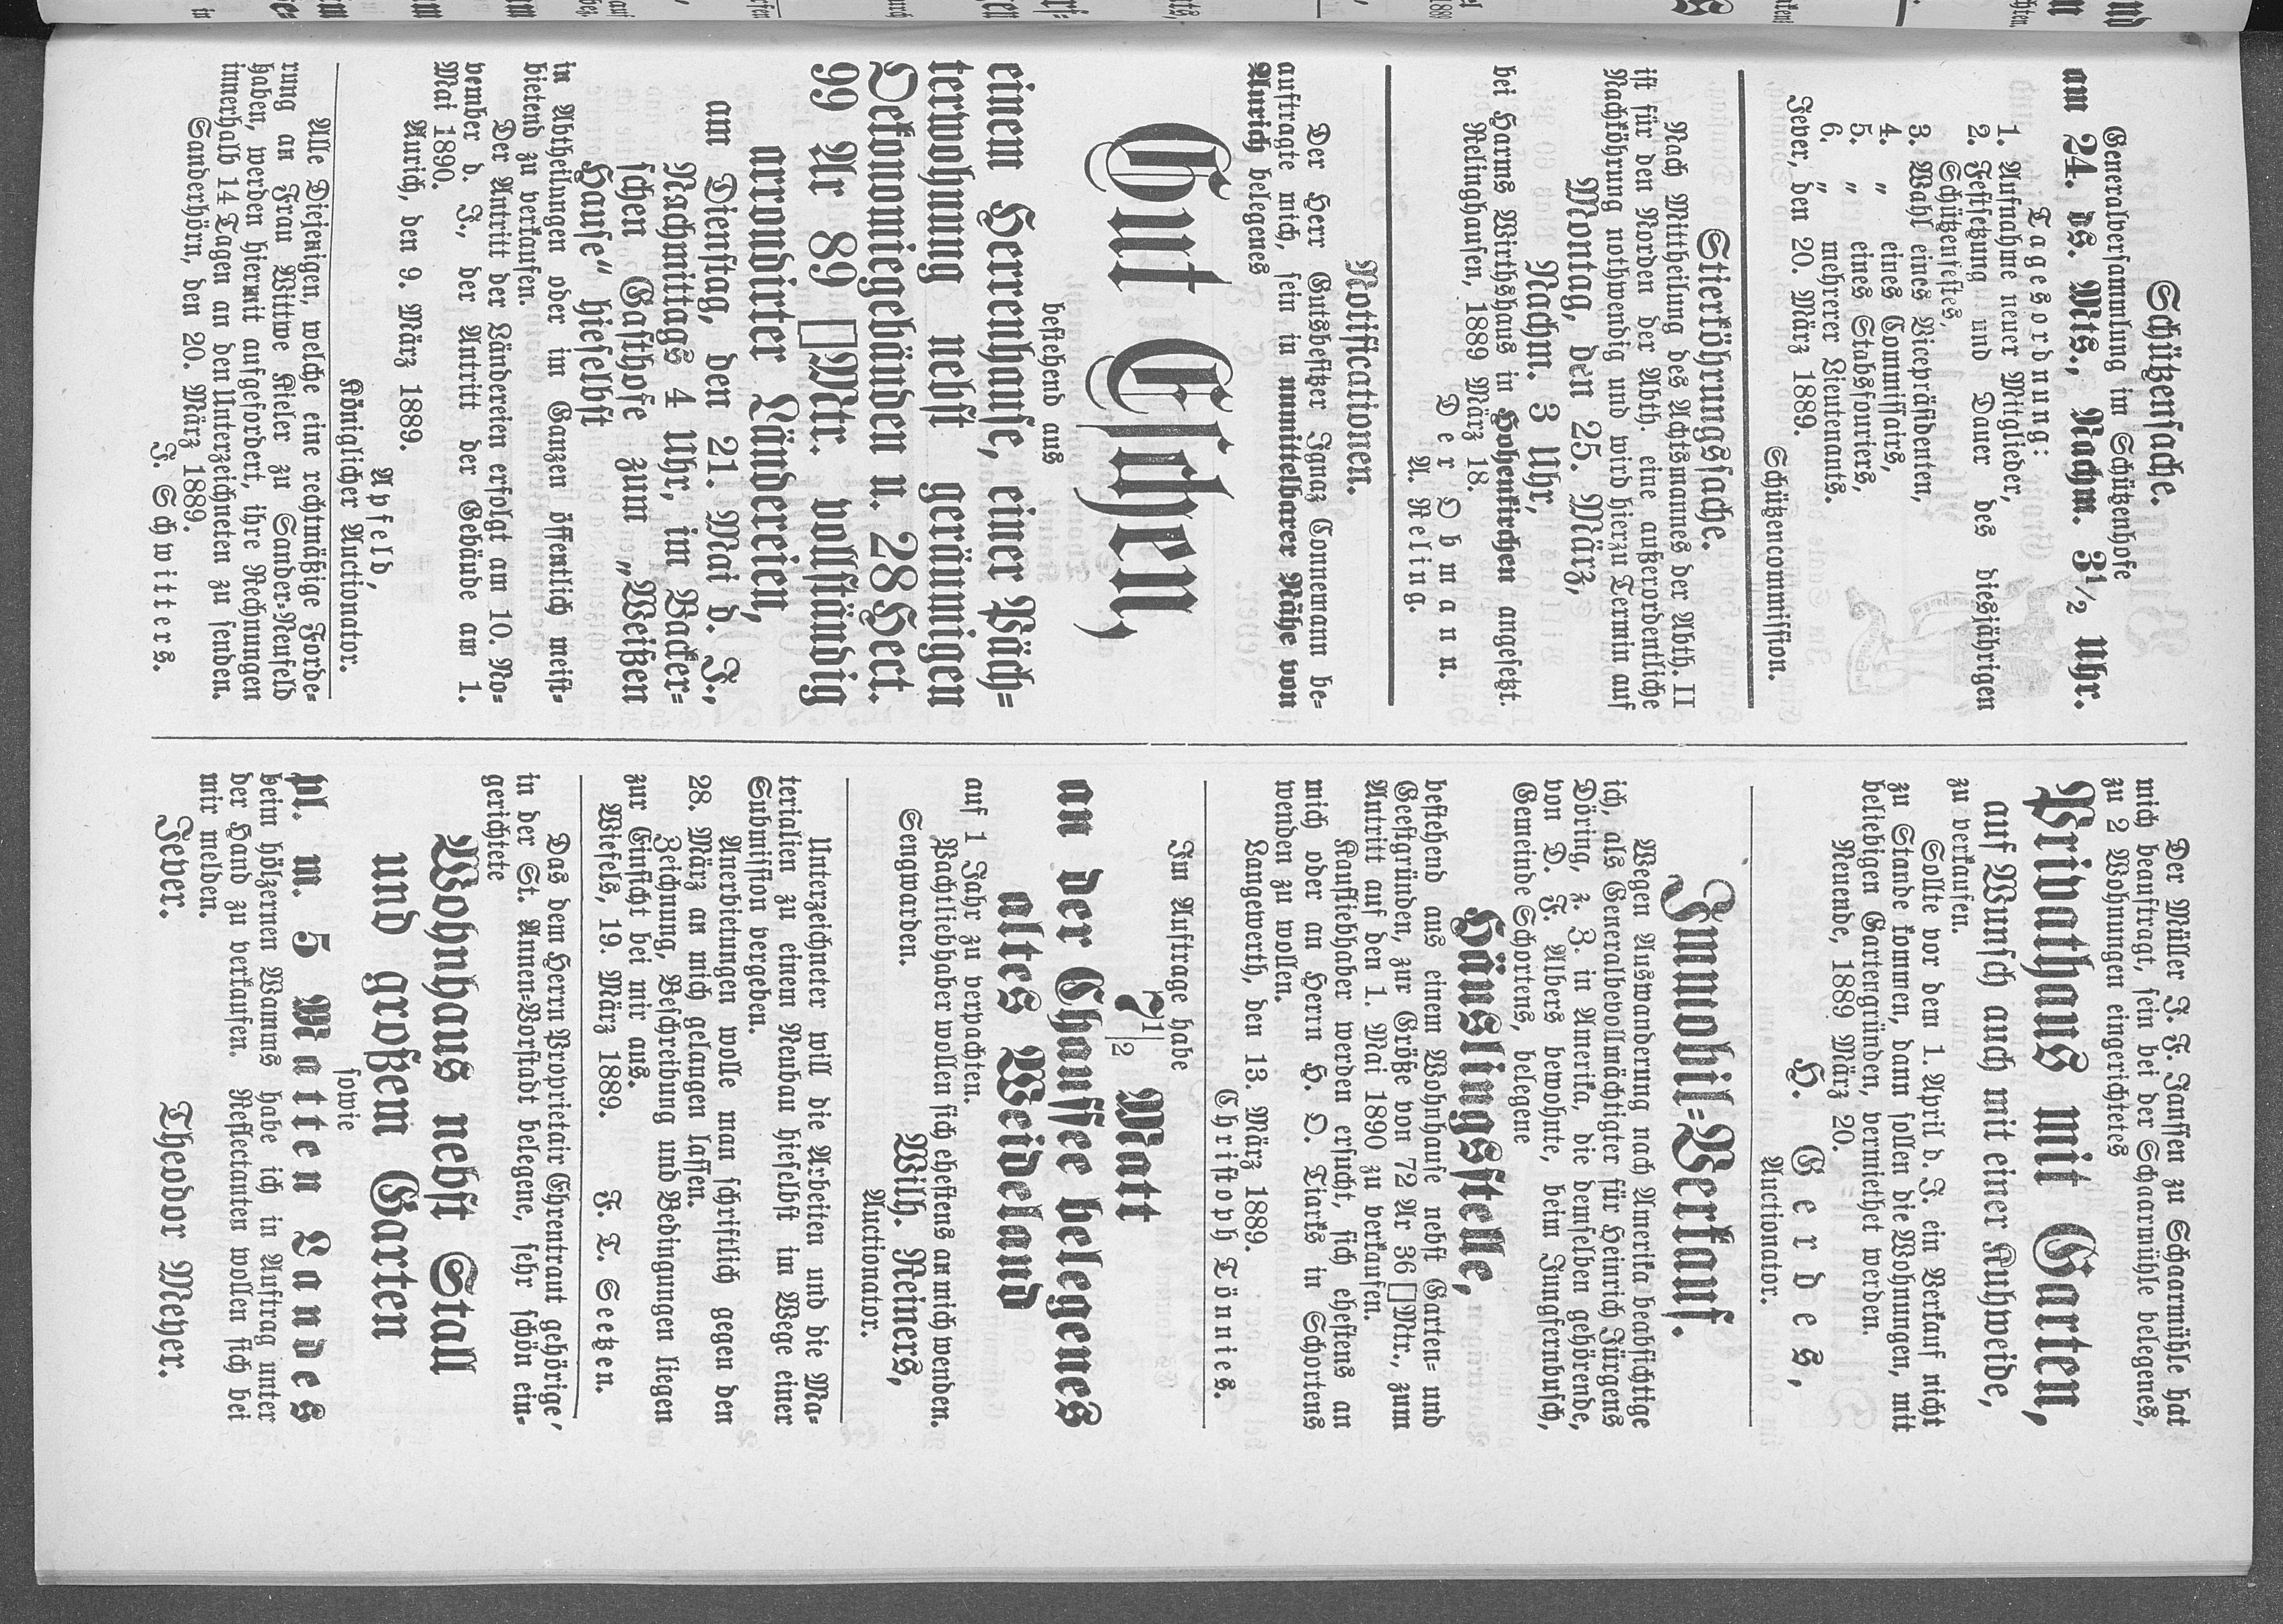 Schützensache.
Generalversammlung im Schützenhofe
am 24. ds. Mts., Nachm. 3½ Uhr.
Tagesordnung:
1. Aufnahme neuer Mitglieder,
2. Festsetzung und Dauer des diesjährigen
Schützenfestes,
3. Wahl eines Vicepräsidenten,
4. „ eines Commissairs,
5. „ eines Stabsfouriers,
6. „ mehrerer Lieutenants.
Jever, den 20. März 1889.
Schützencommission.
Stierköhrungssache.
Nach Mittheilung des Achtsmannes der Abth. II
ist für den Norden der Abth. eine außerordentliche
Nachköhrung nothwendig und wird hierzu Termin auf
Montag, den 25. März,
Nachm. 3 Uhr,
bei Harms Wirthshaus in Hohenkirchen angesetzt.
Relinghausen, 1889 März 18.
Der Obmann.
A. Reling.
Notificationen.
Der Herr Gutsbesitzer Ignaz Connemann be-
auftragte mich, sein in unmittelbarer Nähe von
Aurich belegenes
Gut Eschen,
bestehend aus
einem Herrenhause, einer Päch-
terwohnung nebst geräumigen
Oekonomiegebäuden u. 28 Hect.
99 Ar 89 □Mtr. vollständig
arrondirter Ländereien,
am Dienstag, den 21. Mai d. J.,
Nachmittags 4 Uhr, im Backer-
schen Gasthofe zum „Weißen
Hause“ hieselbst
in Abtheilungen oder im Ganzen öffentlich meist-
bietend zu verkaufen.
Der Antritt der Ländereien erfolgt am 10. No-
vember d. J., der Antritt der Gebäude am 1.
Mai 1890.
Aurich, den 9. März 1889.
Apfeld,
Königlicher Auctionator.
Alle Diejenigen, welche eine rechtmäßige Forde-
rung an Frau Wittwe Kieler zu Sander-Neufeld
haben, werden hiermit aufgefordert, ihre Rechnungen
innerhalb 14 Tagen an den Unterzeichneten zu senden.
Sanderhörn, den 20. März 1889.
J. Schwitters.
Der Müller J. F. Janssen zu Schaarmühle hat
mich beauftragt, sein bei der Schaarmühle belegenes,
zu 2 Wohnungen eingerichtetes
Privathaus mit Garten,
auf Wunsch auch mit einer Kuhweide,
zu verkaufen.
Sollte vor dem 1. April d. J. ein Verkauf nicht
zu Stande kommen, dann sollen die Wohnungen, mit
beliebigen Gartengründen, vermiethet werden.
Neuende, 1889 März 20.
H. Gerdes,
Auctionator.
Immobil-Verkauf.
Wegen Auswanderung nach Amerika beabsichtige
ich, als Generalbevollmächtigter für Heinrich Jürgens
Döring, z. Z. in Amerika, die demselben gehörende,
von D. F. Albers bewohnte, beim Jungfernbusch,
Gemeinde Schortens, belegene
Häuslingsstelle,
bestehend aus einem Wohnhause nebst Garten- und
Geestgründen, zur Größe von 72 Ar 36 □Mtr., zum
Antritt auf den 1. Mai 1890 zu verkaufen.
Kaufliebhaber werden ersucht, sich ehestens an
mich oder an Herrn H. O. Tiarks in Schortens
wenden zu wollen.
Langewerth, den 13. März 1889.
Christoph Tönnies.
Im Auftrage habe
7½ Matt
an der Chaussee belegenes
altes Weideland
auf 1 Jahr zu verpachten.
Pachtliebhaber wollen sich ehestens an mich wenden.
Sengwarden. Wilh. Reiners,
Auctionator.
Unterzeichneter will die Arbeiten und die Ma-
terialien zu einem Neubau hieselbst im Wege einer
Submission vergeben.
Anerbietungen wolle man schriftlich gegen den
28. März an mich gelangen lassen.
Zeichnung, Beschreibung und Bedingungen liegen
zur Einsicht bei mir aus.
Wiefels, 19. März 1889. F. T. Seetzen.
Das dem Herrn Proprietair Ehrentraut gehörige,
in der St. Annen-Vorstadt belegene, sehr schön ein-
gerichtete
Wohnhaus nebst Stall
und großem Garten
sowie
pl. m. 5 Matten Landes
beim hölzernen Wamms habe ich in Auftrag unter
der Hand zu verkaufen. Reflectanten wollen sich bei
mir melden.
Jever. Theodor Meyer.